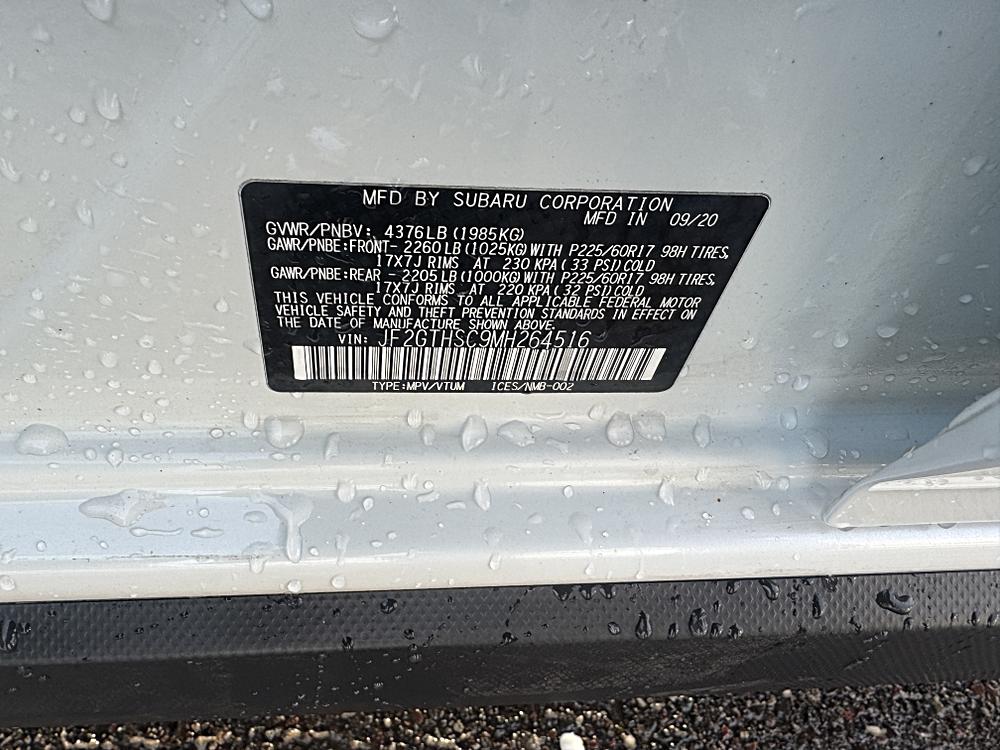 MFD BY SUBARU CORPORATION
MFD IN 09/20
GVWR/PNBV: 4376LB (1985KG)
GAWR/PNBE:FRONT- 2260LB (1025KG) WITH P225/60R17 98H TIRES,
17X7J RIMS AT 230 KPA ( 33 PSI) COLD
GAWR/PNBE:REAR - 2205LB (1000KG) WITH P225/60R17 98H TIRES,
17X7J RIMS AT 220 KPA ( 32 PSI) COLD
THIS VEHICLE CONFORMS TO ALL APPLICABLE FEDERAL MOTOR
VEHICLE SAFETY AND THEFT PREVENTION STANDARDS IN EFFECT ON
THE DATE OF MANUFACTURE SHOWN ABOVE.
VIN: JF2GTHSC9MH264516
TYPE:MPV/VTUM ICES/NMB-002